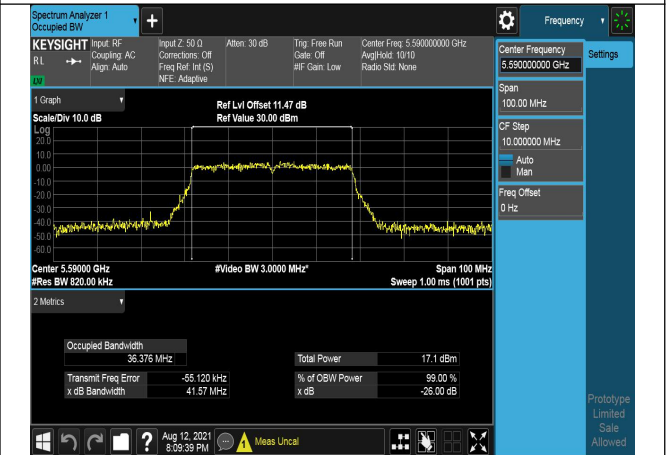 Spectrum Analyzer 1
Occupied BW
+
Frequency
KEYSIGHT
RL
Input: RF
Coupling: AC
Align: Auto
Input Z: 50 Ω
Corrections: Off
Freq Ref: Int (S)
NFE: Adaptive
Atten: 30 dB
Trig: Free Run
Gate: Off
#IF Gain: Low
Center Freq: 5.590000000 GHz
Avg|Hold: 10/10
Radio Std: None
Center Frequency
5.590000000 GHz
Settings
Span
100.00 MHz
CF Step
10.000000 MHz
Auto
Man
Freq Offset
0 Hz
1 Graph
Scale/Div 10.0 dB
Ref Lvl Offset 11.47 dB
Ref Value 30.00 dBm
Log
20.0
10.0
0.00
-10.0
-20.0
-30.0
-40.0
-50.0
-60.0
Center 5.59000 GHz
#Res BW 820.00 kHz
#Video BW 3.0000 MHz*
Span 100 MHz
Sweep 1.00 ms (1001 pts)
2 Metrics
Occupied Bandwidth
36.376 MHz
Total Power 17.1 dBm
Transmit Freq Error -55.120 kHz
% of OBW Power 99.00 %
x dB Bandwidth 41.57 MHz
x dB -26.00 dB
Prototype
Limited
Sale
Allowed
?
Aug 12, 2021
8:09:39 PM
1
Meas Uncal